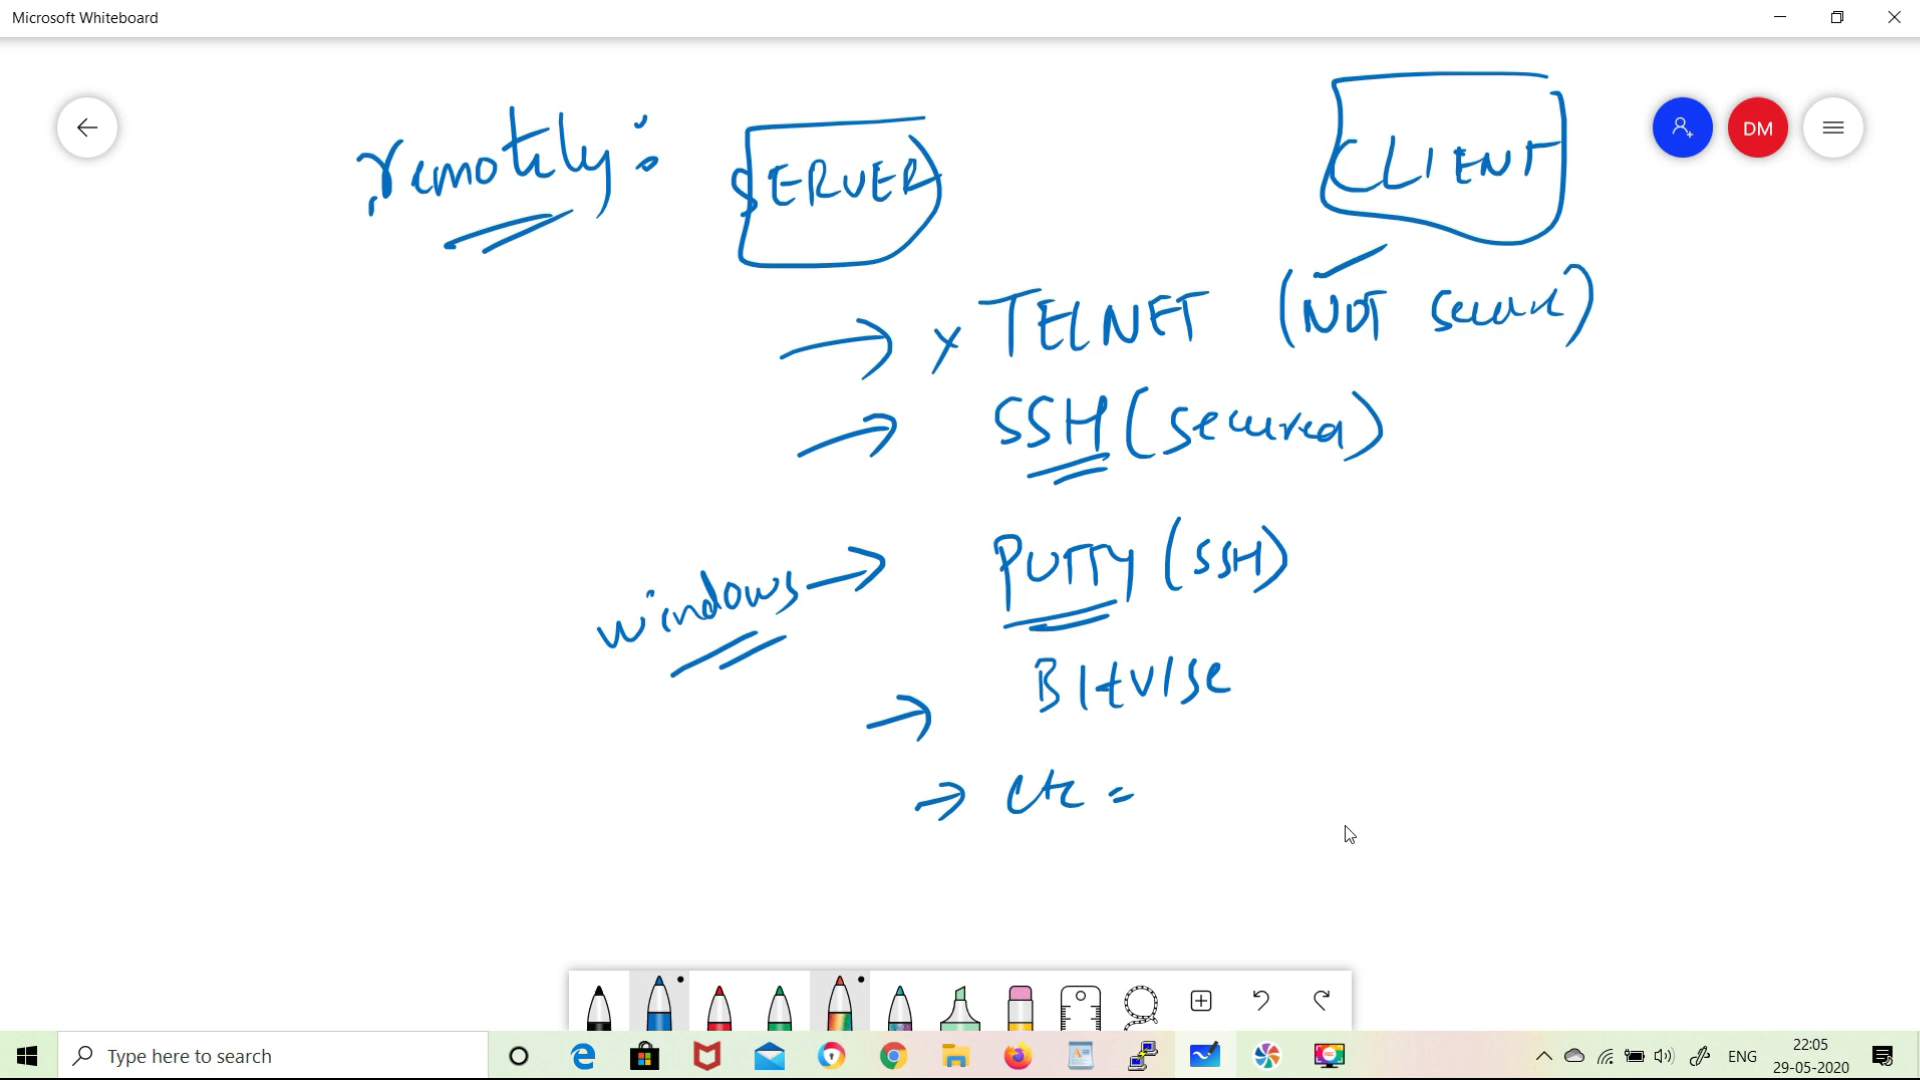 Microsoft Whiteboard
remotely:
SERVER
CLIENT
DM
x TELNET (NOT secure)
SSH (secured)
windows → PUTTY (SSH)
→ Bitvise
→ etc =
Type here to search
ENG
22:05
29-05-2020